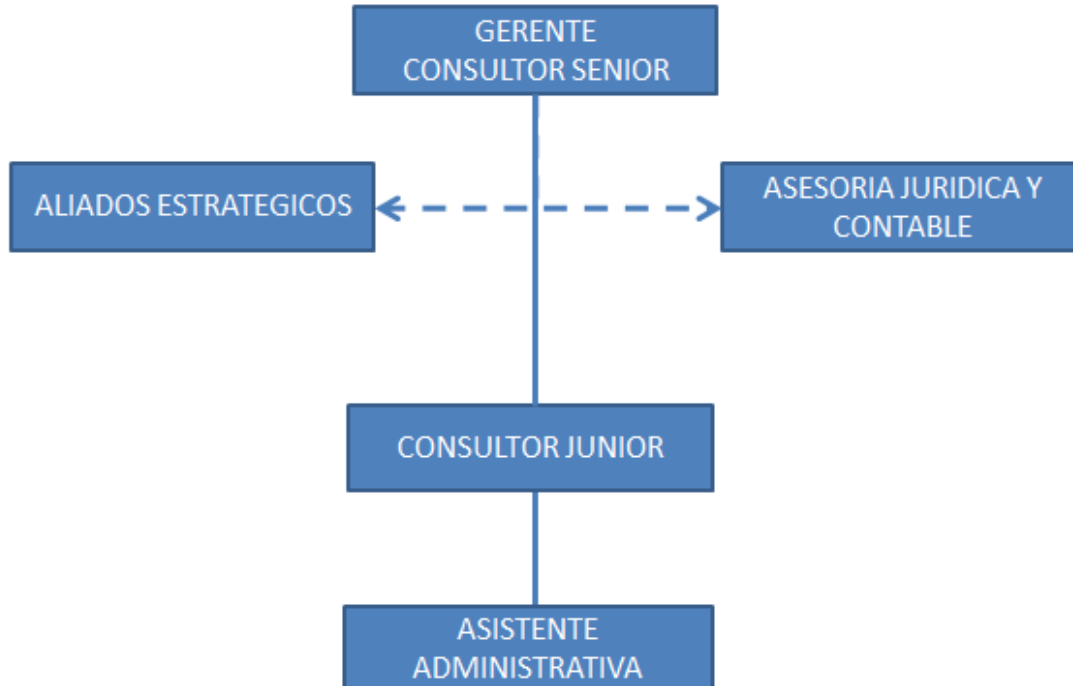 GERENTE
CONSULTOR SENIOR
ALIADOS ESTRATEGICOS
ASESORIA JURIDICA Y
CONTABLE
CONSULTOR JUNIOR
ASISTENTE
ADMINISTRATIVA